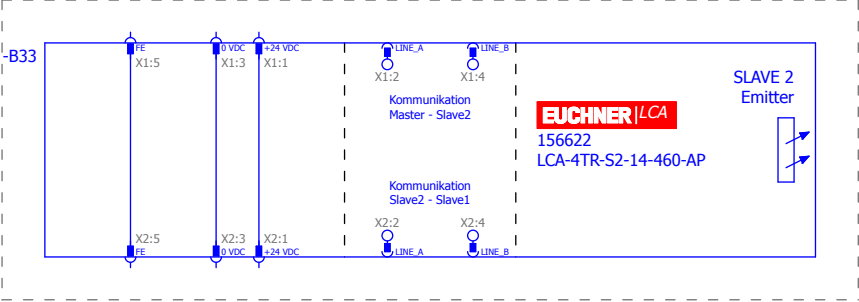 -B33
FE
0 VDC
+24 VDC
LINE_A
LINE_B
X1:5
X1:3
X1:1
X1:2
X1:4
Kommunikation
Master - Slave2
EUCHNER|LCA
156622
LCA-4TR-S2-14-460-AP
SLAVE 2
Emitter
Kommunikation
Slave2 - Slave1
X2:5
X2:3
X2:1
X2:2
X2:4
FE
0 VDC
+24 VDC
LINE_A
LINE_B